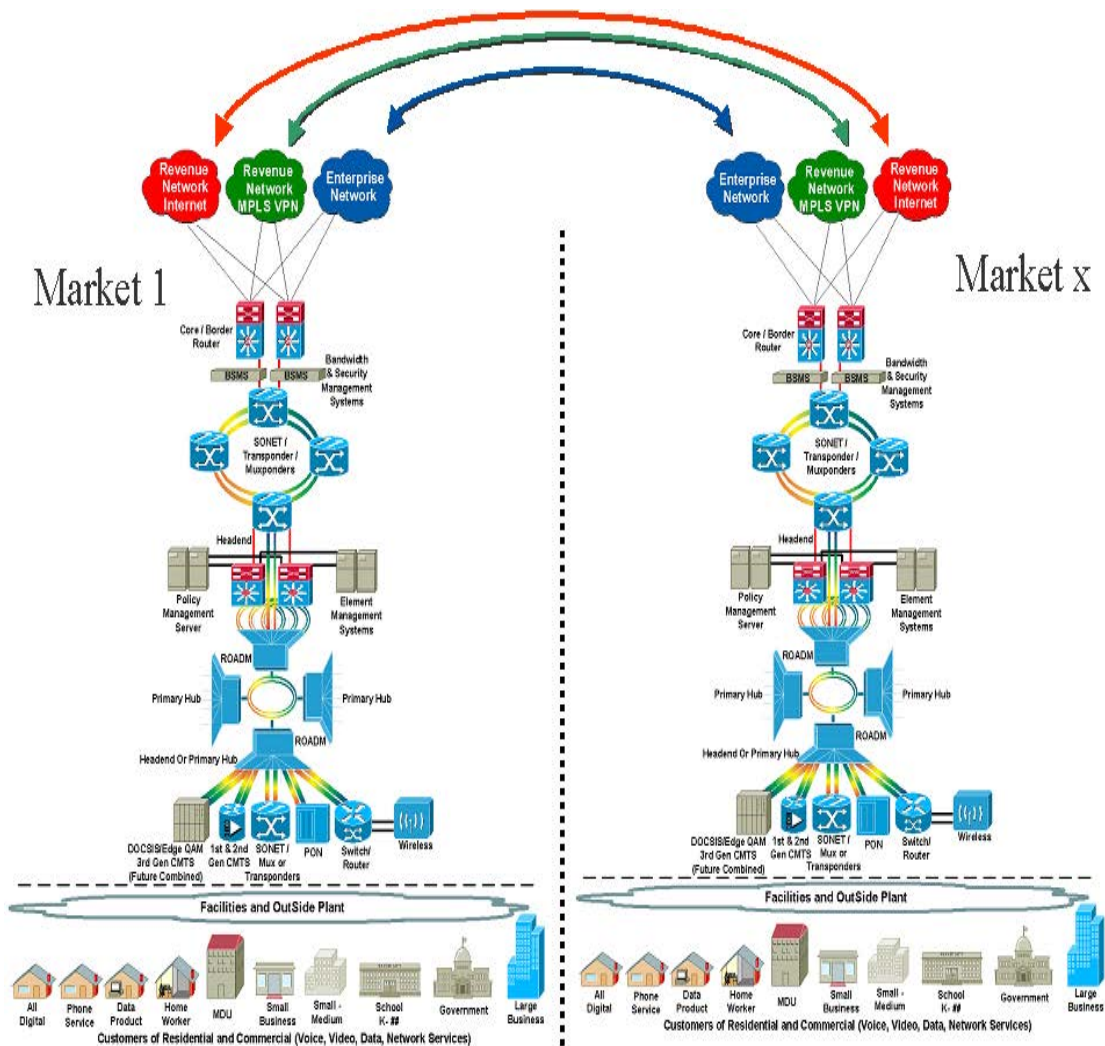 Revenue
Network
Internet
Revenue
Network
MPLS VPN
Enterprise
Network
Enterprise
Network
Revenue
Network
MPLS VPN
Revenue
Network
Internet
Market 1
Core / Border
Router
BSMS
BSMS
Bandwidth
& Security
Management
Systems
SONET /
Transponder /
Muxponders
Headend
Policy
Management
Server
Element
Management
Systems
ROADM
Primary Hub
Primary Hub
ROADM
Headend Or Primary Hub
DOCSIS/Edge QAM
3rd Gen CMTS
(Future Combined)
1st & 2nd
Gen CMTS
SONET /
Mux or
Transponders
PON
Switch/
Router
Wireless
Facilities and OutSide Plant
All
Digital
Phone
Service
Data
Product
Home
Worker
MDU
Small
Business
Small -
Medium
School
K- ##
Government
Large
Business
Customers of Residential and Commercial (Voice, Video, Data, Network Services)
Market x
Core / Border
Router
BSMS
BSMS
Bandwidth
& Security
Management
Systems
SONET /
Transponder /
Muxponders
Headend
Policy
Management
Server
Element
Management
Systems
ROADM
Primary Hub
Primary Hub
ROADM
Headend Or Primary Hub
DOCSIS/Edge QAM
3rd Gen CMTS
(Future Combined)
1st & 2nd
Gen CMTS
SONET /
Mux or
Transponders
PON
Switch/
Router
Wireless
Facilities and OutSide Plant
All
Digital
Phone
Service
Data
Product
Home
Worker
MDU
Small
Business
Small -
Medium
School
K- ##
Government
Large
Business
Customers of Residential and Commercial (Voice, Video, Data, Network Services)